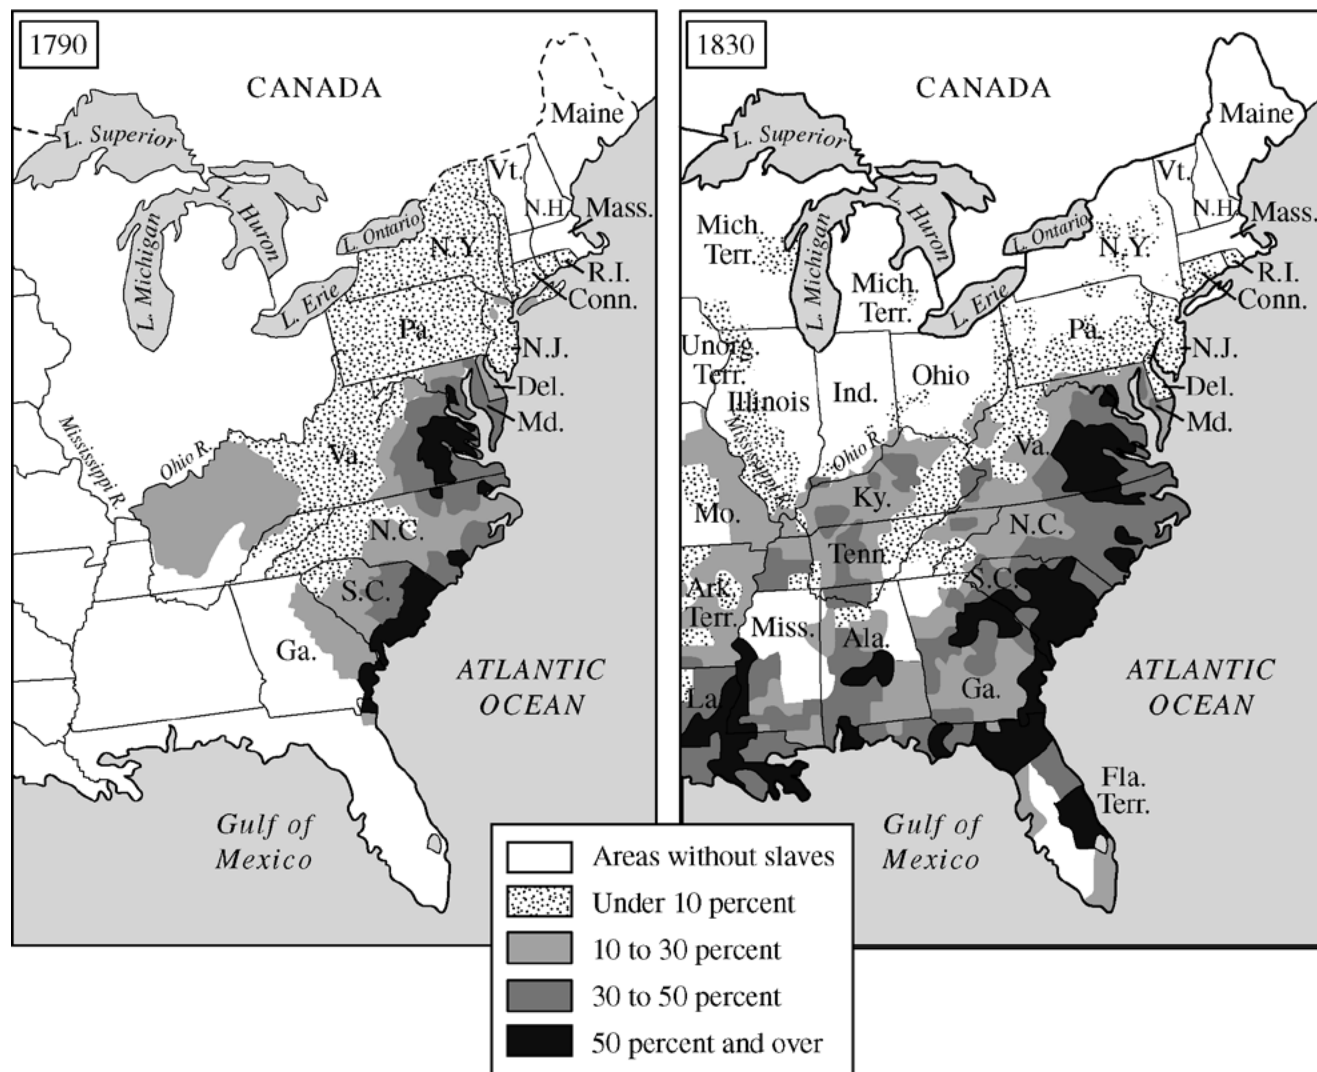 1790
CANADA
L. Superior
Maine
Vt.
N.H.
Mass.
L. Michigan
L. Huron
L. Ontario
N.Y.
R.I.
Conn.
L. Erie
Pa.
N.J.
Del.
Md.
Mississippi R.
Ohio R.
Va.
N.C.
S.C.
Ga.
ATLANTIC
OCEAN
Gulf of
Mexico
1830
CANADA
L. Superior
Maine
Vt.
N.H.
Mass.
Mich.
Terr.
L. Michigan
L. Huron
L. Ontario
N.Y.
R.I.
Conn.
Mich.
Terr.
L. Erie
Pa.
N.J.
Unorg.
Terr.
Illinois
Ind.
Ohio
Del.
Md.
Mississippi R.
Ohio R.
Va.
Mo.
Ky.
N.C.
Tenn.
S.C.
Ark.
Terr.
Miss.
Ala.
Ga.
La.
ATLANTIC
OCEAN
Fla.
Terr.
Gulf of
Mexico
Areas without slaves
Under 10 percent
10 to 30 percent
30 to 50 percent
50 percent and over